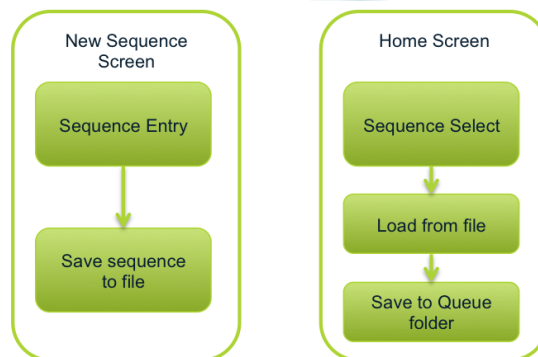 New Sequence
Screen
Sequence Entry
Save sequence
to file
Home Screen
Sequence Select
Load from file
Save to Queue
folder